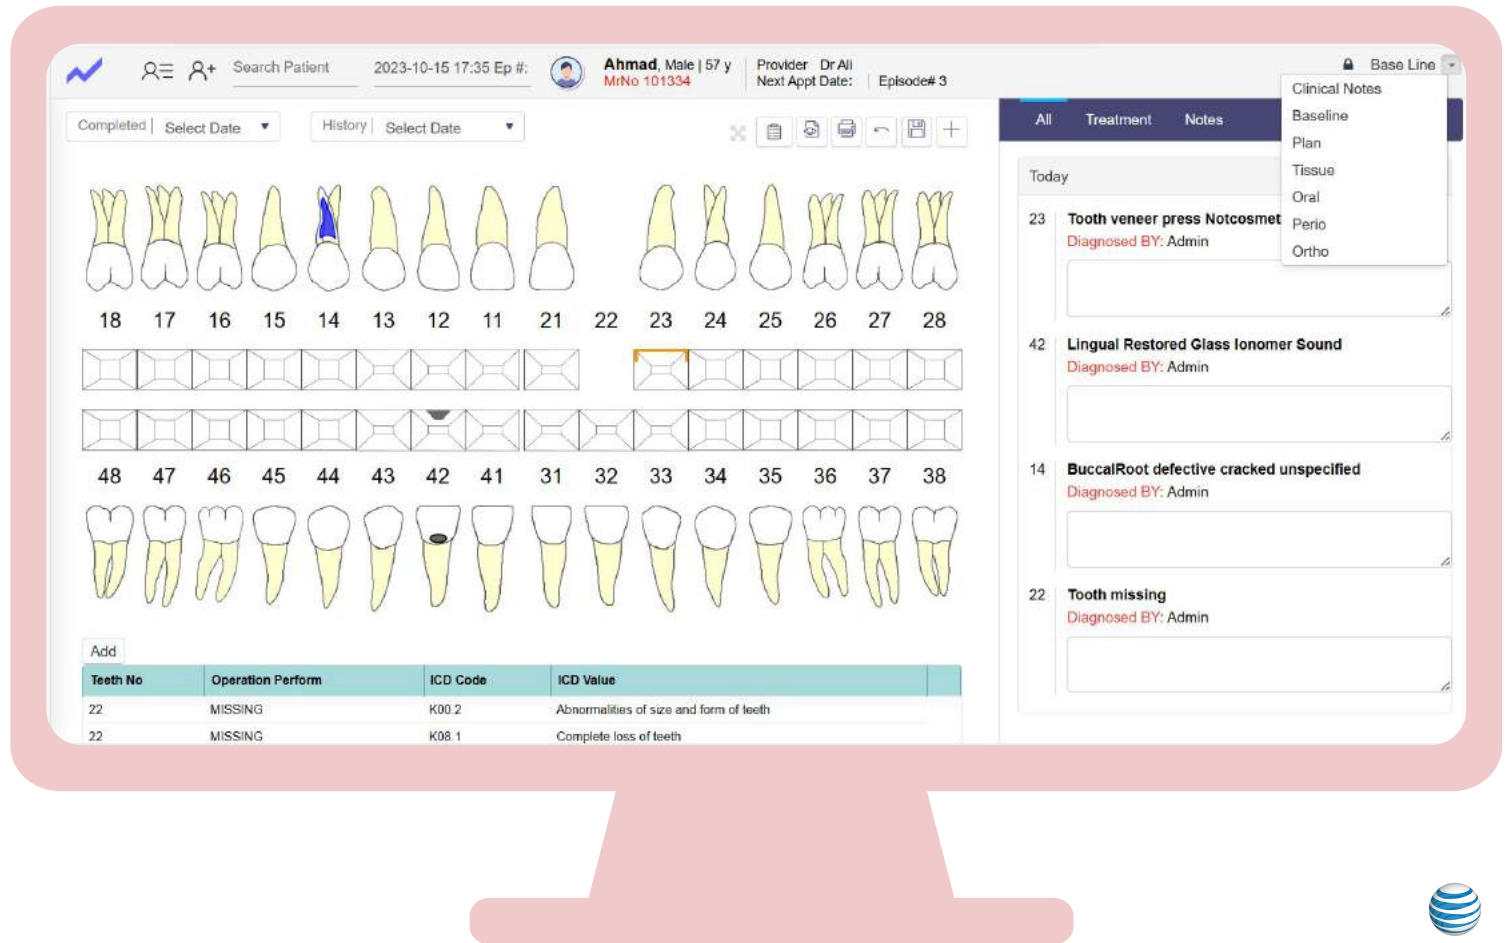 Search Patient
2023-10-15 17:35 Ep #:
Ahmad, Male | 57 y
MrNo 101334
Provider Dr Ali
Next Appt Date:
Episode# 3
Base Line
Clinical Notes
Baseline
Plan
Tissue
Oral
Perio
Ortho
Completed | Select Date
History | Select Date
18 17 16 15 14 13 12 11 21 22 23 24 25 26 27 28
48 47 46 45 44 43 42 41 31 32 33 34 35 36 37 38
Add
Teeth No Operation Perform ICD Code ICD Value
22 MISSING K00.2 Abnormalities of size and form of teeth
22 MISSING K08.1 Complete loss of teeth
All Treatment Notes
Today
23 Tooth veneer press Notcosmet
Diagnosed BY: Admin
42 Lingual Restored Glass Ionomer Sound
Diagnosed BY: Admin
14 BuccalRoot defective cracked unspecified
Diagnosed BY: Admin
22 Tooth missing
Diagnosed BY: Admin